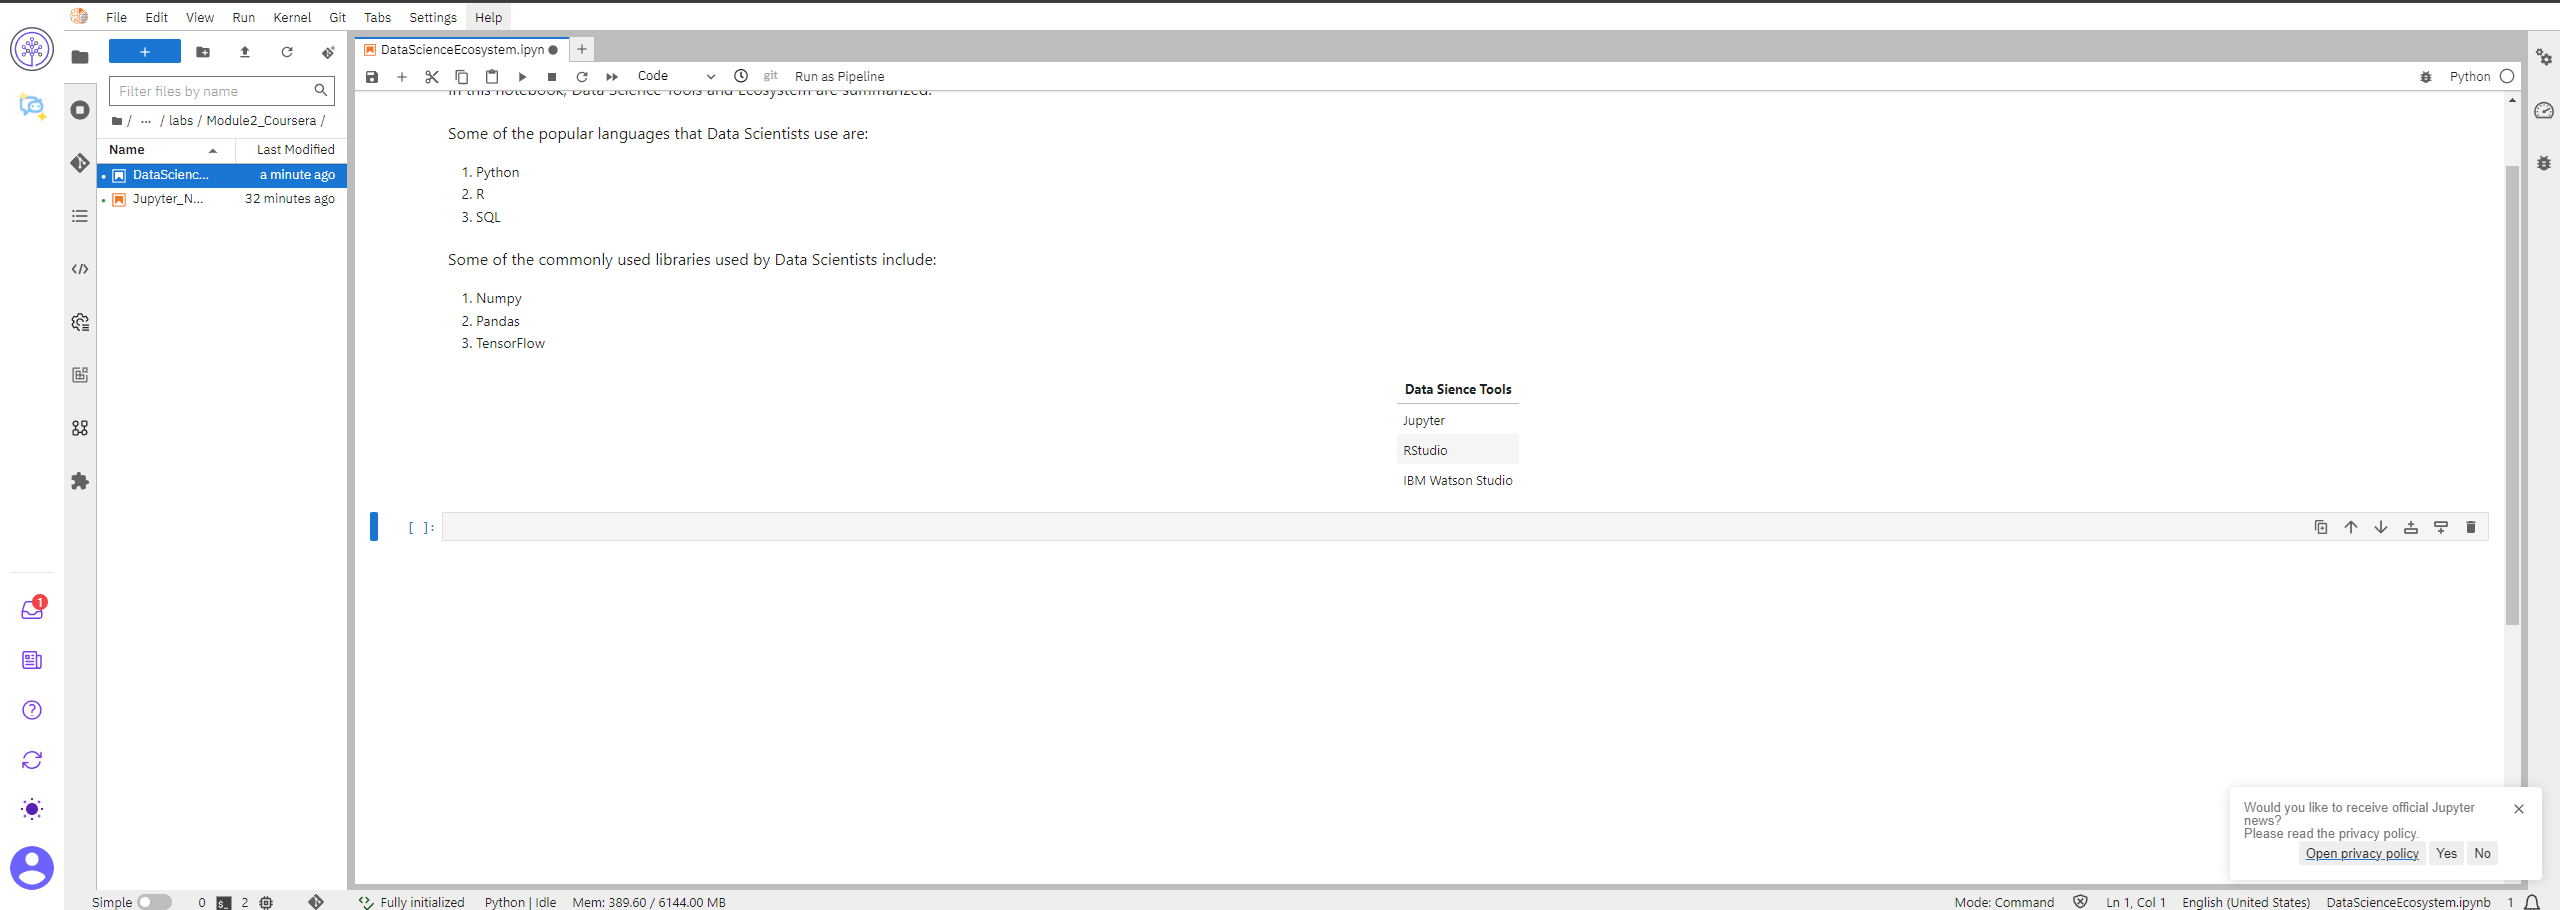 File Edit View Run Kernel Git Tabs Settings Help
Filter files by name
/ ... / labs / Module2_Coursera /
Name Last Modified
DataScienc... a minute ago
Jupyter_N... 32 minutes ago
DataScienceEcosystem.ipyn
Code git Run as Pipeline Python
In this notebook, Data Science Tools and Ecosystem are summarized.
Some of the popular languages that Data Scientists use are:
1. Python
2. R
3. SQL
Some of the commonly used libraries used by Data Scientists include:
1. Numpy
2. Pandas
3. TensorFlow
Data Sience Tools
Jupyter
RStudio
IBM Watson Studio
[ ]:
1
Would you like to receive official Jupyter
news?
Please read the privacy policy.
Open privacy policy Yes No
Simple 0 $_ 2 Fully initialized Python | Idle Mem: 389.60 / 6144.00 MB Mode: Command Ln 1, Col 1 English (United States) DataScienceEcosystem.ipynb 1